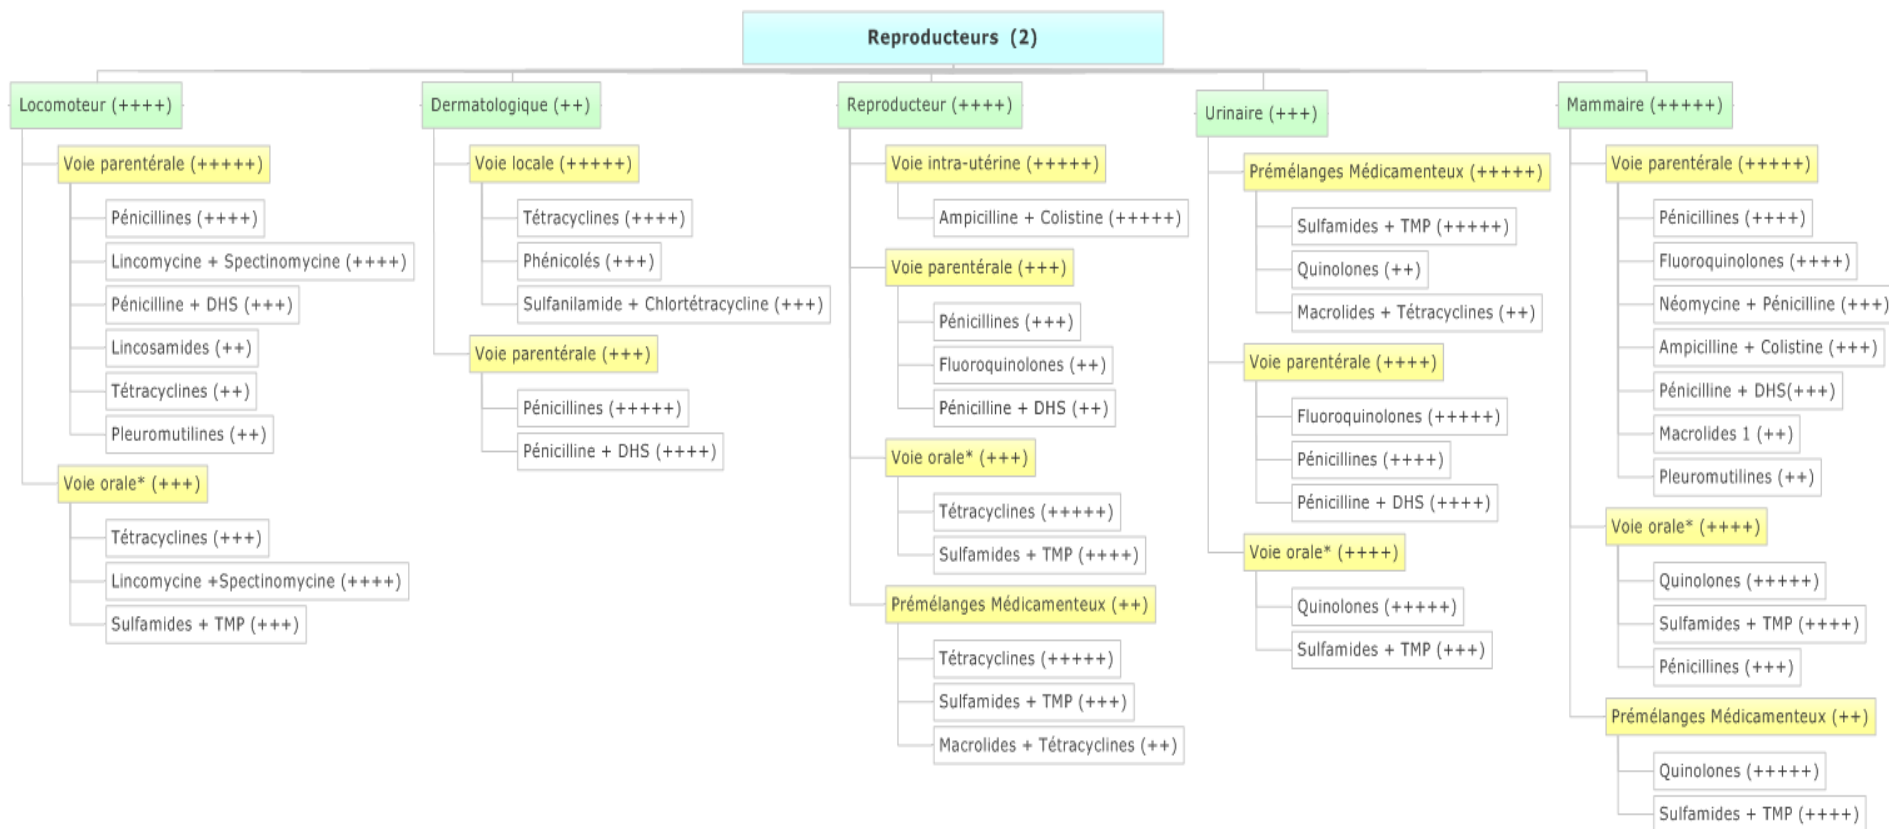 Reproducteurs (2)
Locomoteur (++++)
Voie parentérale (+++++)
Pénicillines (++++)
Lincomycine + Spectinomycine (++++)
Pénicilline + DHS (+++)
Lincosamides (++)
Tétracyclines (++)
Pleuromutilines (++)
Voie orale* (+++)
Tétracyclines (+++)
Lincomycine +Spectinomycine (++++)
Sulfamides + TMP (+++)
Dermatologique (++)
Voie locale (+++++)
Tétracyclines (++++)
Phénicolés (+++)
Sulfanilamide + Chlortétracycline (+++)
Voie parentérale (+++)
Pénicillines (+++++)
Pénicilline + DHS (++++)
Reproducteur (++++)
Voie intra-utérine (+++++)
Ampicilline + Colistine (+++++)
Voie parentérale (+++)
Pénicillines (+++)
Fluoroquinolones (++)
Pénicilline + DHS (++)
Voie orale* (+++)
Tétracyclines (+++++)
Sulfamides + TMP (++++)
Prémélanges Médicamenteux (++)
Tétracyclines (+++++)
Sulfamides + TMP (+++)
Macrolides + Tétracyclines (++)
Urinaire (+++)
Prémélanges Médicamenteux (+++++)
Sulfamides + TMP (+++++)
Quinolones (++)
Macrolides + Tétracyclines (++)
Voie parentérale (++++)
Fluoroquinolones (+++++)
Pénicillines (++++)
Pénicilline + DHS (++++)
Voie orale* (++++)
Quinolones (+++++)
Sulfamides + TMP (+++)
Mammaire (+++++)
Voie parentérale (+++++)
Pénicillines (++++)
Fluoroquinolones (++++)
Néomycine + Pénicilline (+++)
Ampicilline + Colistine (+++)
Pénicilline + DHS(+++)
Macrolides 1 (++)
Pleuromutilines (++)
Voie orale* (++++)
Quinolones (+++++)
Sulfamides + TMP (++++)
Pénicillines (+++)
Prémélanges Médicamenteux (++)
Quinolones (+++++)
Sulfamides + TMP (++++)